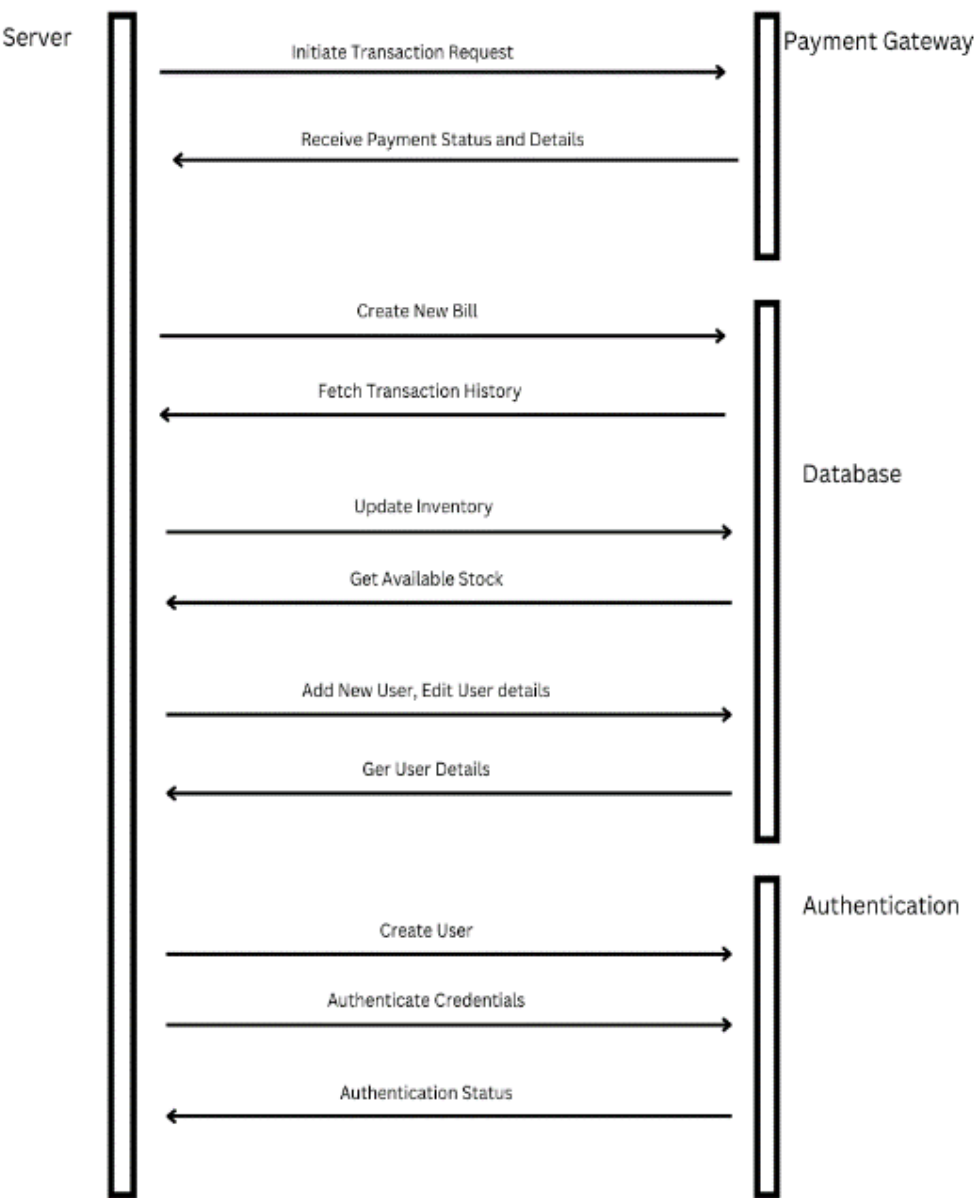 Server
Payment Gateway
Initiate Transaction Request
Receive Payment Status and Details
Create New Bill
Fetch Transaction History
Database
Update Inventory
Get Available Stock
Add New User, Edit User details
Ger User Details
Authentication
Create User
Authenticate Credentials
Authentication Status